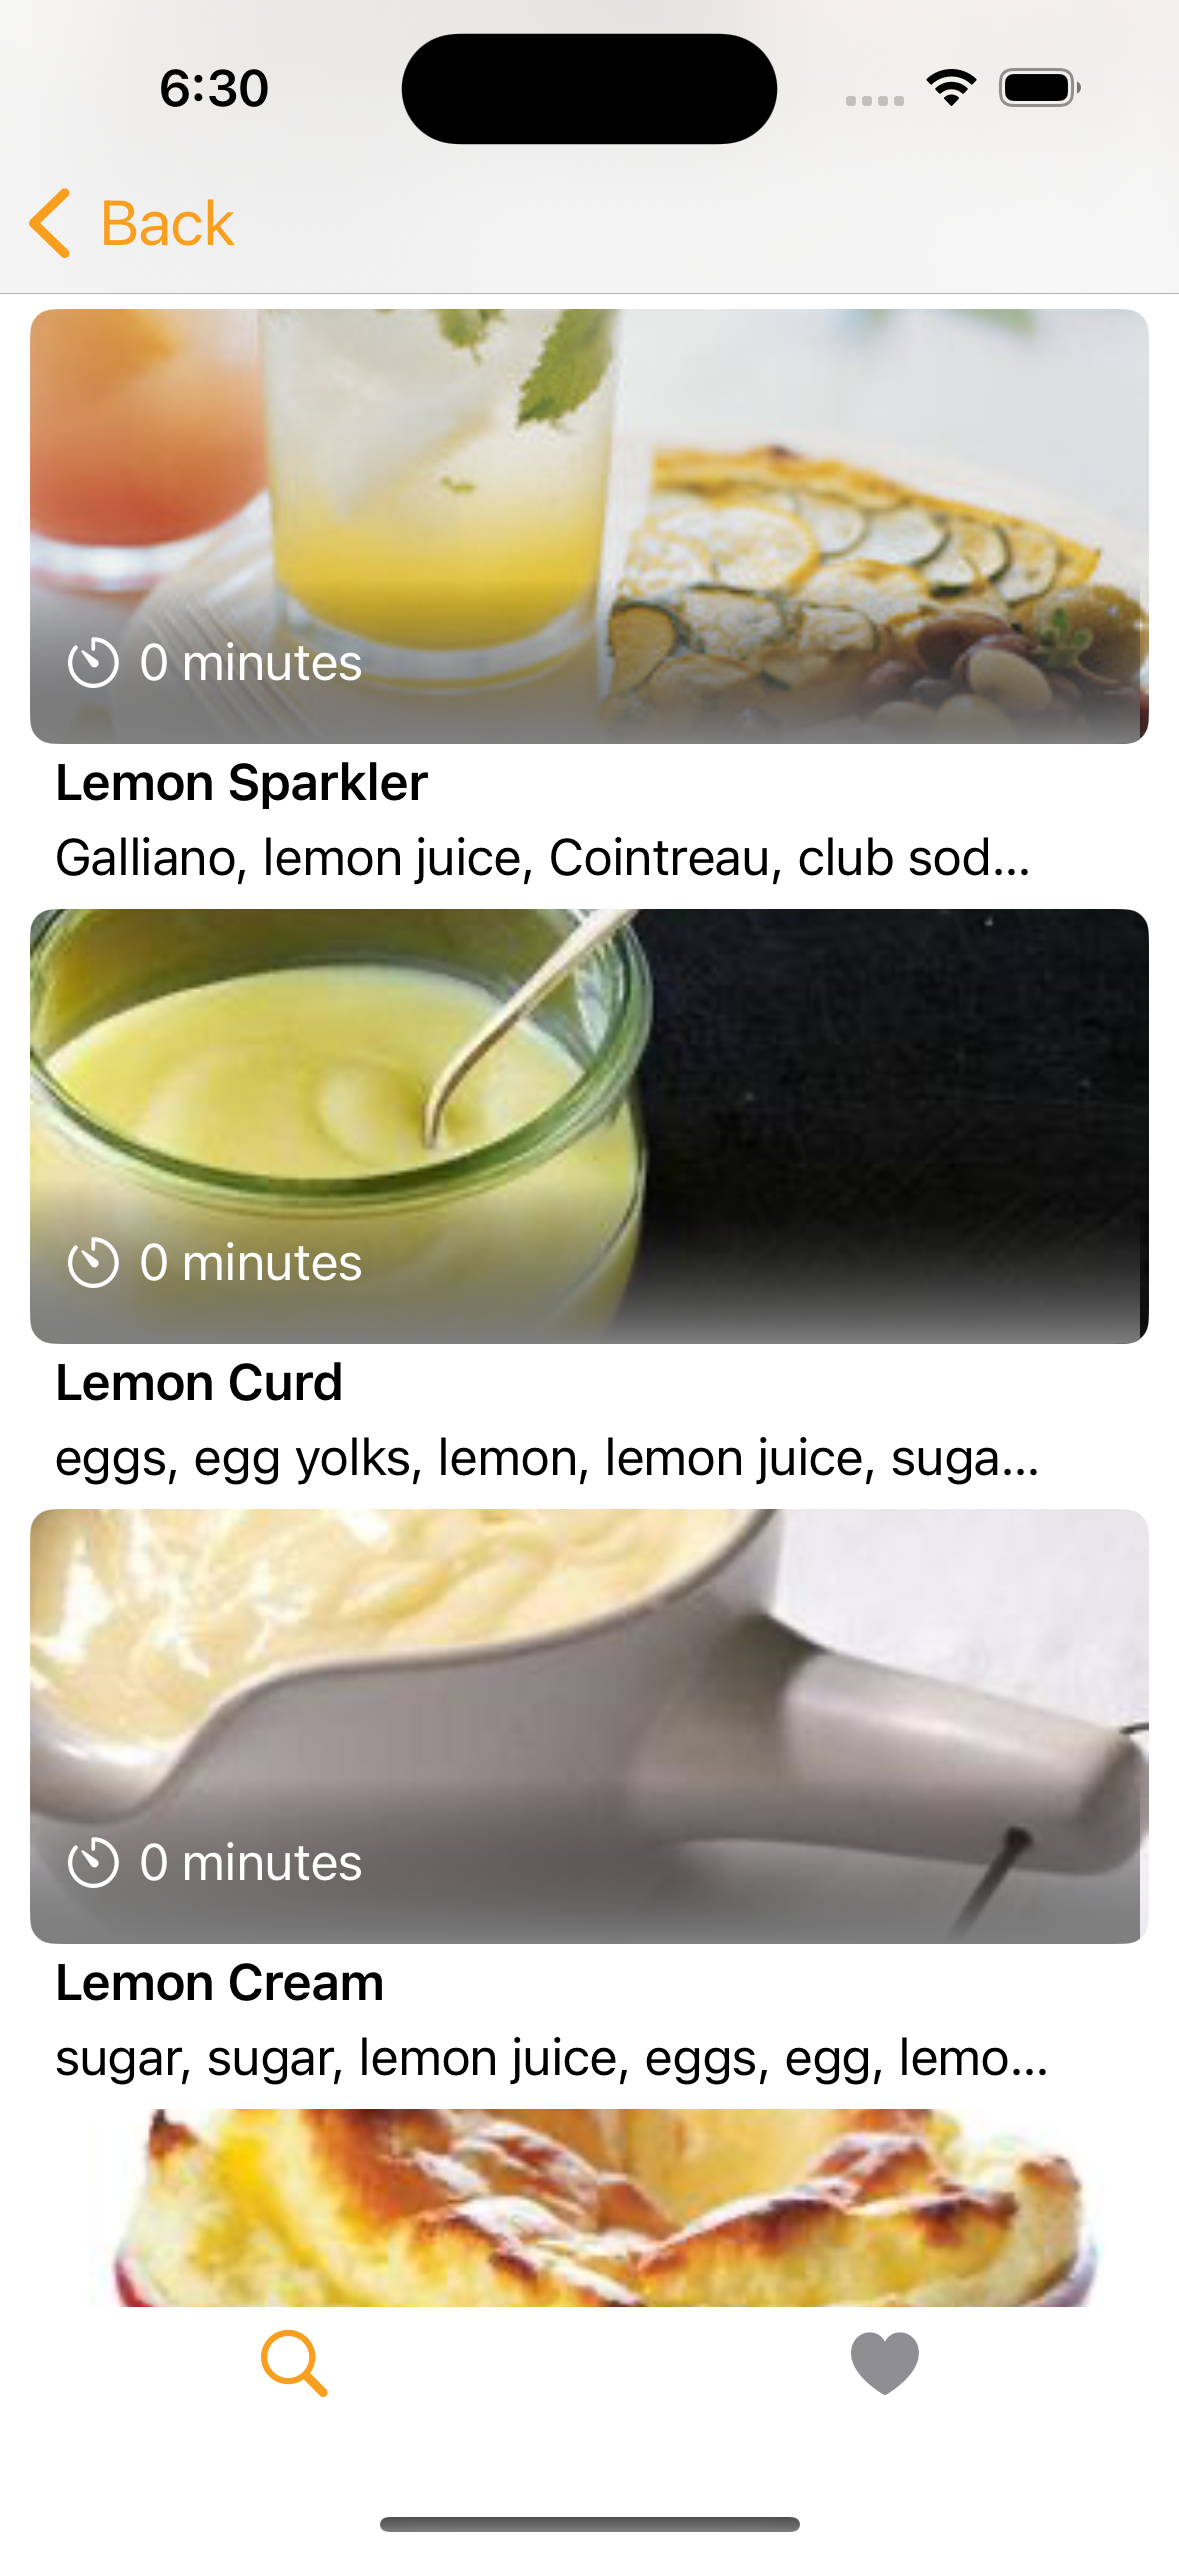 6:30
Back
0 minutes
Lemon Sparkler
Galliano, lemon juice, Cointreau, club sod...
0 minutes
Lemon Curd
eggs, egg yolks, lemon, lemon juice, suga...
0 minutes
Lemon Cream
sugar, sugar, lemon juice, eggs, egg, lemo...